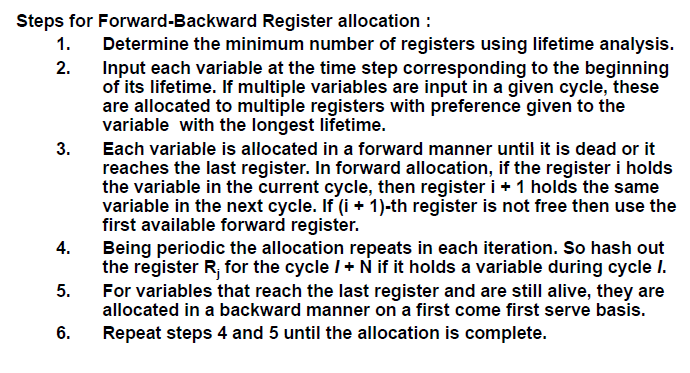 Steps for Forward-Backward Register allocation :
1. Determine the minimum number of registers using lifetime analysis.
2. Input each variable at the time step corresponding to the beginning
of its lifetime. If multiple variables are input in a given cycle, these
are allocated to multiple registers with preference given to the
variable with the longest lifetime.
3. Each variable is allocated in a forward manner until it is dead or it
reaches the last register. In forward allocation, if the register i holds
the variable in the current cycle, then register i + 1 holds the same
variable in the next cycle. If (i + 1)-th register is not free then use the
first available forward register.
4. Being periodic the allocation repeats in each iteration. So hash out
the register Rj for the cycle l + N if it holds a variable during cycle l.
5. For variables that reach the last register and are still alive, they are
allocated in a backward manner on a first come first serve basis.
6. Repeat steps 4 and 5 until the allocation is complete.